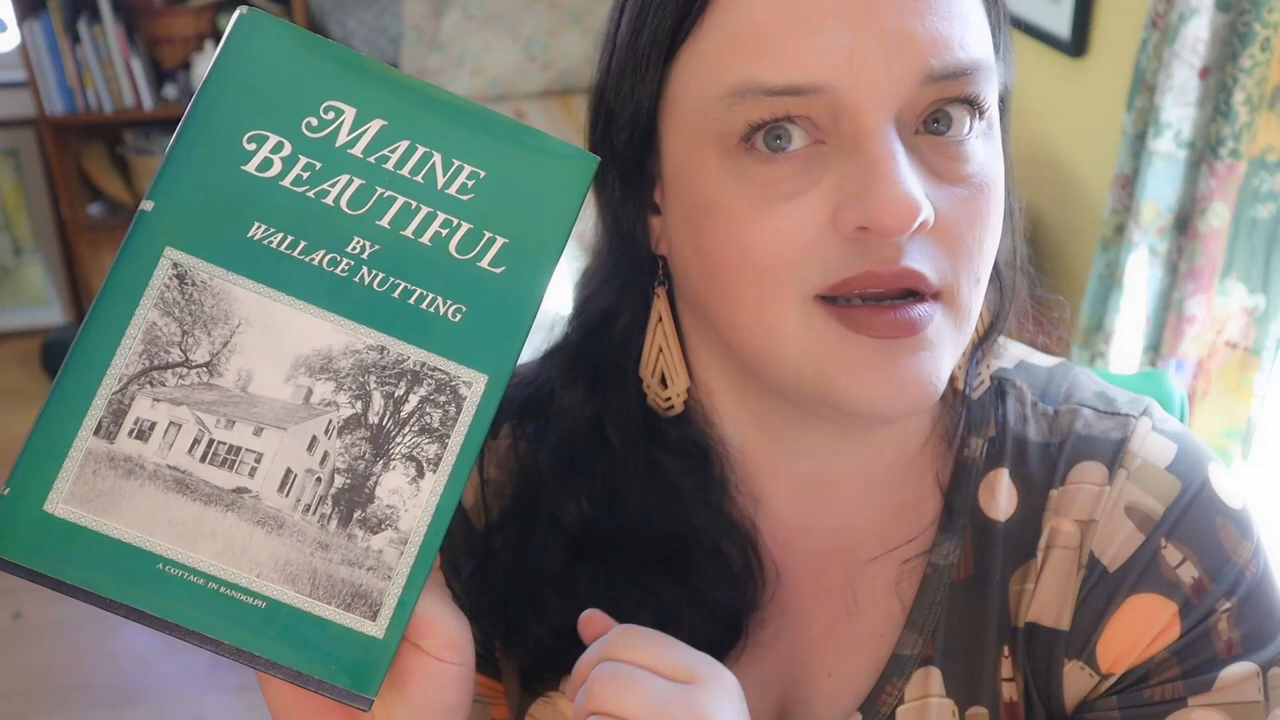 MAINE
BEAUTIFUL
BY
WALLACE NUTTING
A COTTAGE IN RANDOLPH